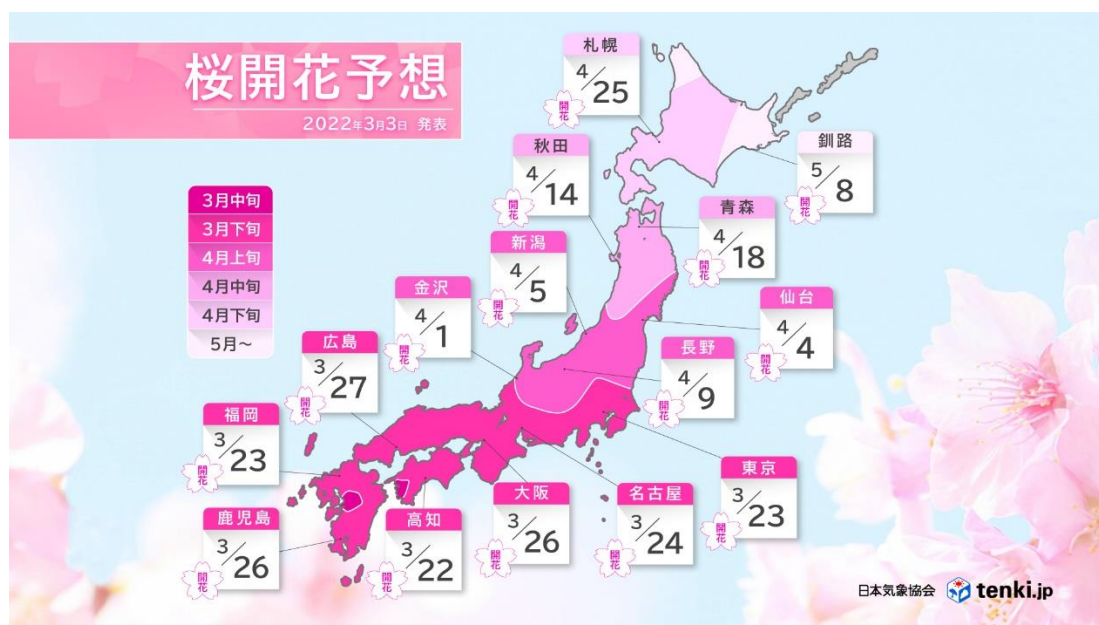 桜開花予想
2022年3月3日 発表
3月中旬
3月下旬
4月上旬
4月中旬
4月下旬
5月～
札幌
4/25
開花
釧路
5/8
開花
秋田
4/14
開花
青森
4/18
開花
新潟
4/5
開花
金沢
4/1
開花
仙台
4/4
開花
長野
4/9
開花
広島
3/27
開花
福岡
3/23
開花
東京
3/23
開花
名古屋
3/24
開花
大阪
3/26
開花
高知
3/22
開花
鹿児島
3/26
開花
日本気象協会 tenki.jp